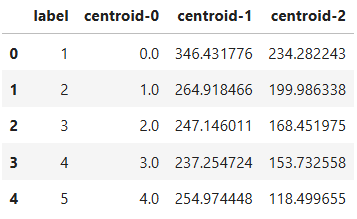 label centroid-0 centroid-1 centroid-2
0 1 0.0 346.431776 234.282243
1 2 1.0 264.918466 199.986338
2 3 2.0 247.146011 168.451975
3 4 3.0 237.254724 153.732558
4 5 4.0 254.974448 118.499655